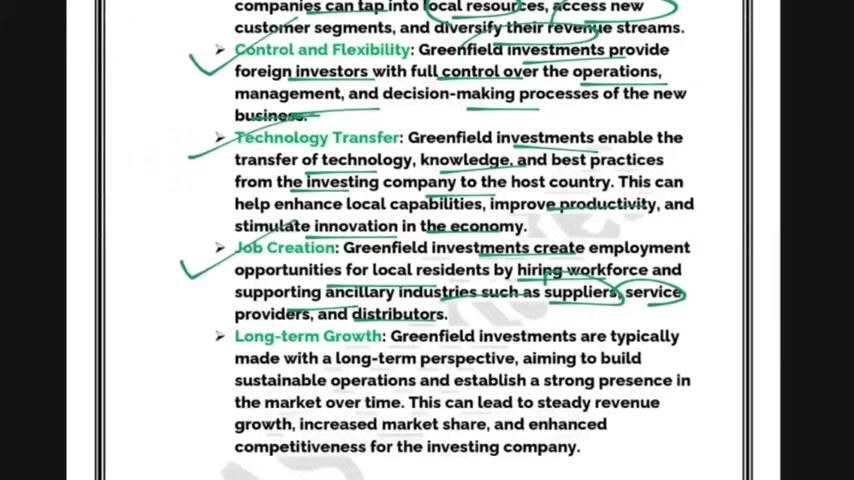 companies can tap into local resources, access new
customer segments, and diversify their revenue streams.
➢ Control and Flexibility: Greenfield investments provide
foreign investors with full control over the operations,
management, and decision-making processes of the new
business.
➢ Technology Transfer: Greenfield investments enable the
transfer of technology, knowledge, and best practices
from the investing company to the host country. This can
help enhance local capabilities, improve productivity, and
stimulate innovation in the economy.
➢ Job Creation: Greenfield investments create employment
opportunities for local residents by hiring workforce and
supporting ancillary industries such as suppliers, service
providers, and distributors.
➢ Long-term Growth: Greenfield investments are typically
made with a long-term perspective, aiming to build
sustainable operations and establish a strong presence in
the market over time. This can lead to steady revenue
growth, increased market share, and enhanced
competitiveness for the investing company.